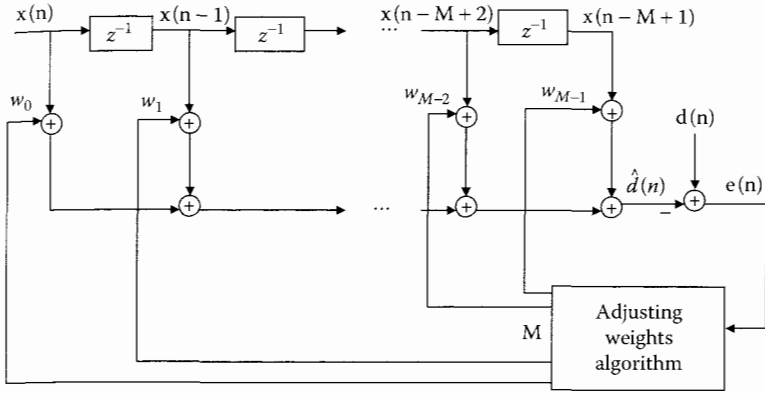 x(n) x(n – 1) x(n – M + 2) x(n – M + 1)
z⁻¹ z⁻¹ ... z⁻¹
w₀ w₁ w_{M–2} w_{M–1}
+ + + +
d(n)
d̂(n) e(n)
+ ... + + – +
M
Adjusting
weights
algorithm